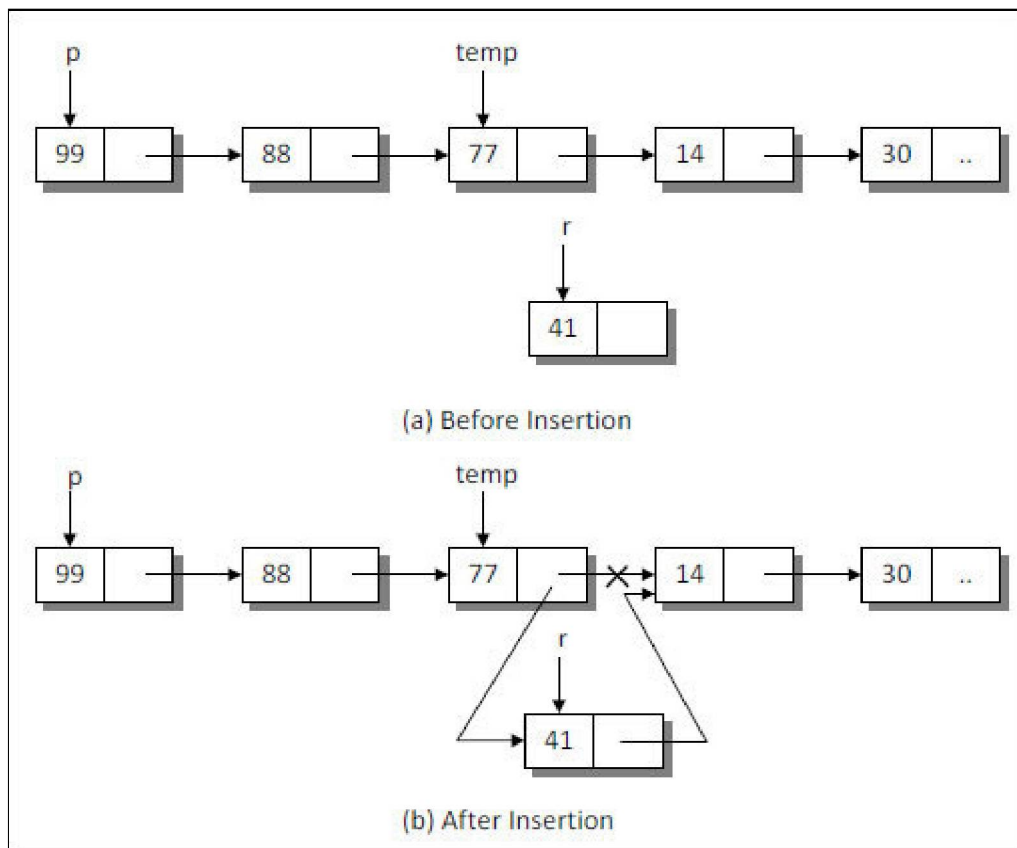 p temp
99 88 77 14 30 ..
r
41
(a) Before Insertion
p temp
99 88 77 14 30 ..
r
41
(b) After Insertion